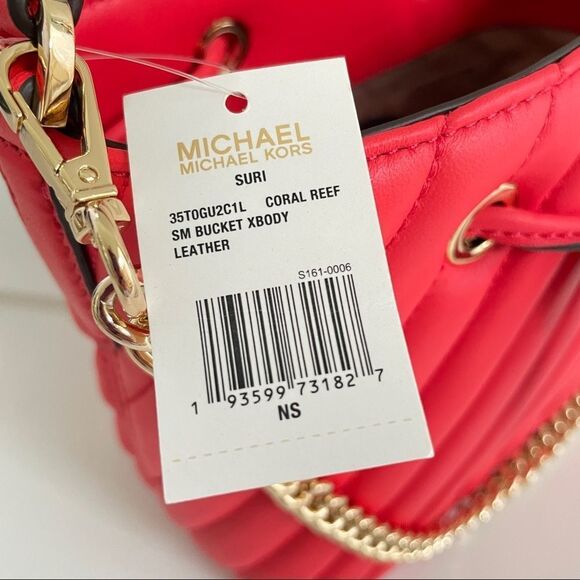 MICHAEL
MICHAEL KORS
SURI
35T0GU2C1L CORAL REEF
SM BUCKET XBODY
LEATHER
S161-0006
1 93599 73182 7
NS